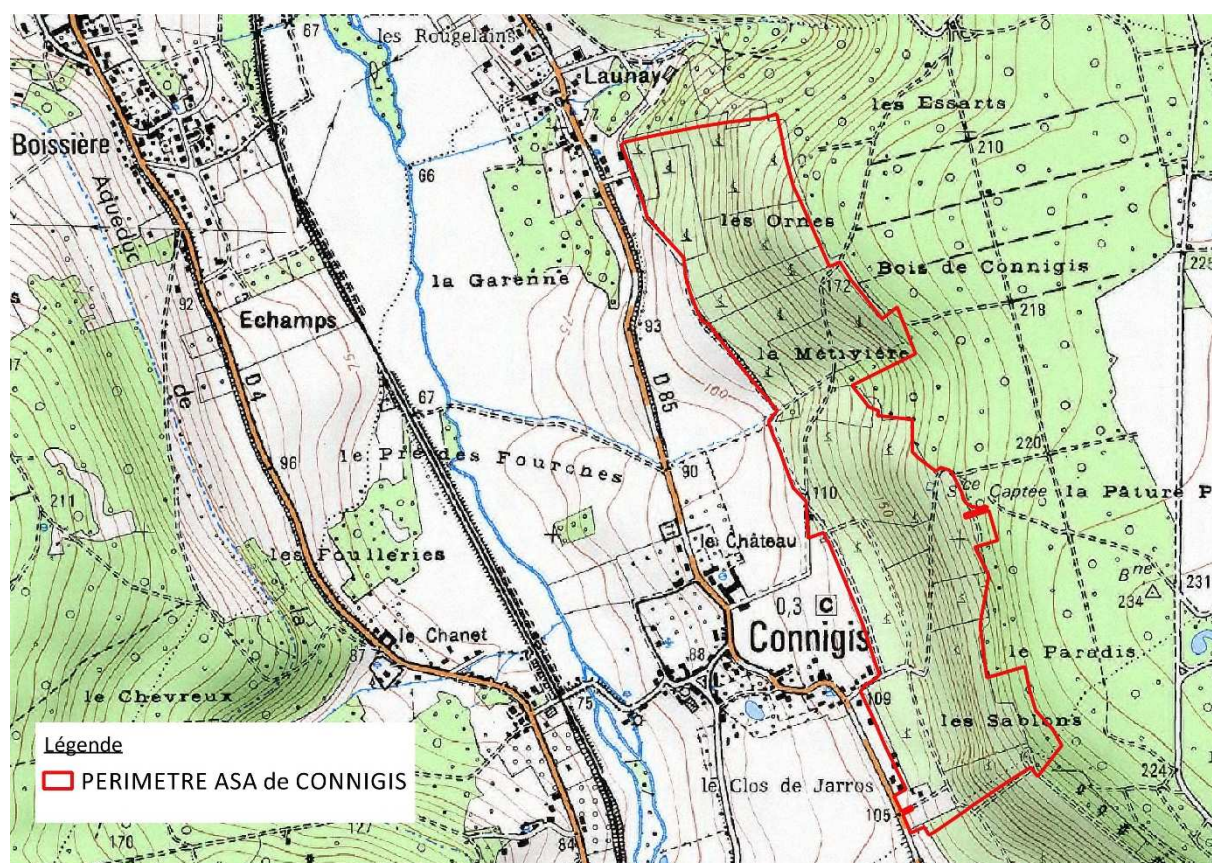 67
les Rougelains
Launay
77
les Essarts
210
Boissière
Aqueduc
66
les Ornes
la Garenne
Bois de Connigis
225
172
218
92
Echamps
75
93
la Métivière
de
D 4
D 85
100
67
le Pré des Fourches
90
220
96
211
110
Sce Captée
la Pâture P
150
les Foulleries
le Château
la
Bne
234
231
0,3 C
Connigis
le Chanet
87
88
le Paradis
le Chevreux
75
109
les Sablons
Légende
PERIMETRE ASA de CONNIGIS
le Clos de Jarros
224
105
170
127
84